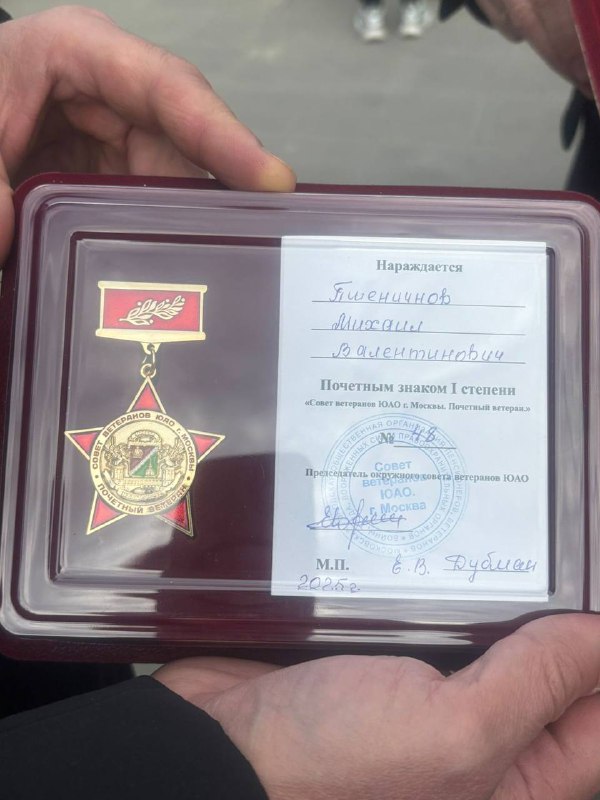 СОВЕТ ВЕТЕРАНОВ ЮАО г. МОСКВЫ
ПОЧЕТНЫЙ ВЕТЕРАН
Награждается
Пшеничнов
Михаил
Валентинович
Почетным знаком I степени
«Совет ветеранов ЮАО г. Москвы. Почетный ветеран.»
№ 48
Председатель окружного совета ветеранов ЮАО
Совет
ветеранов
ЮАО.
г. Москва
М.П. Е.В. Дубман
2025г.